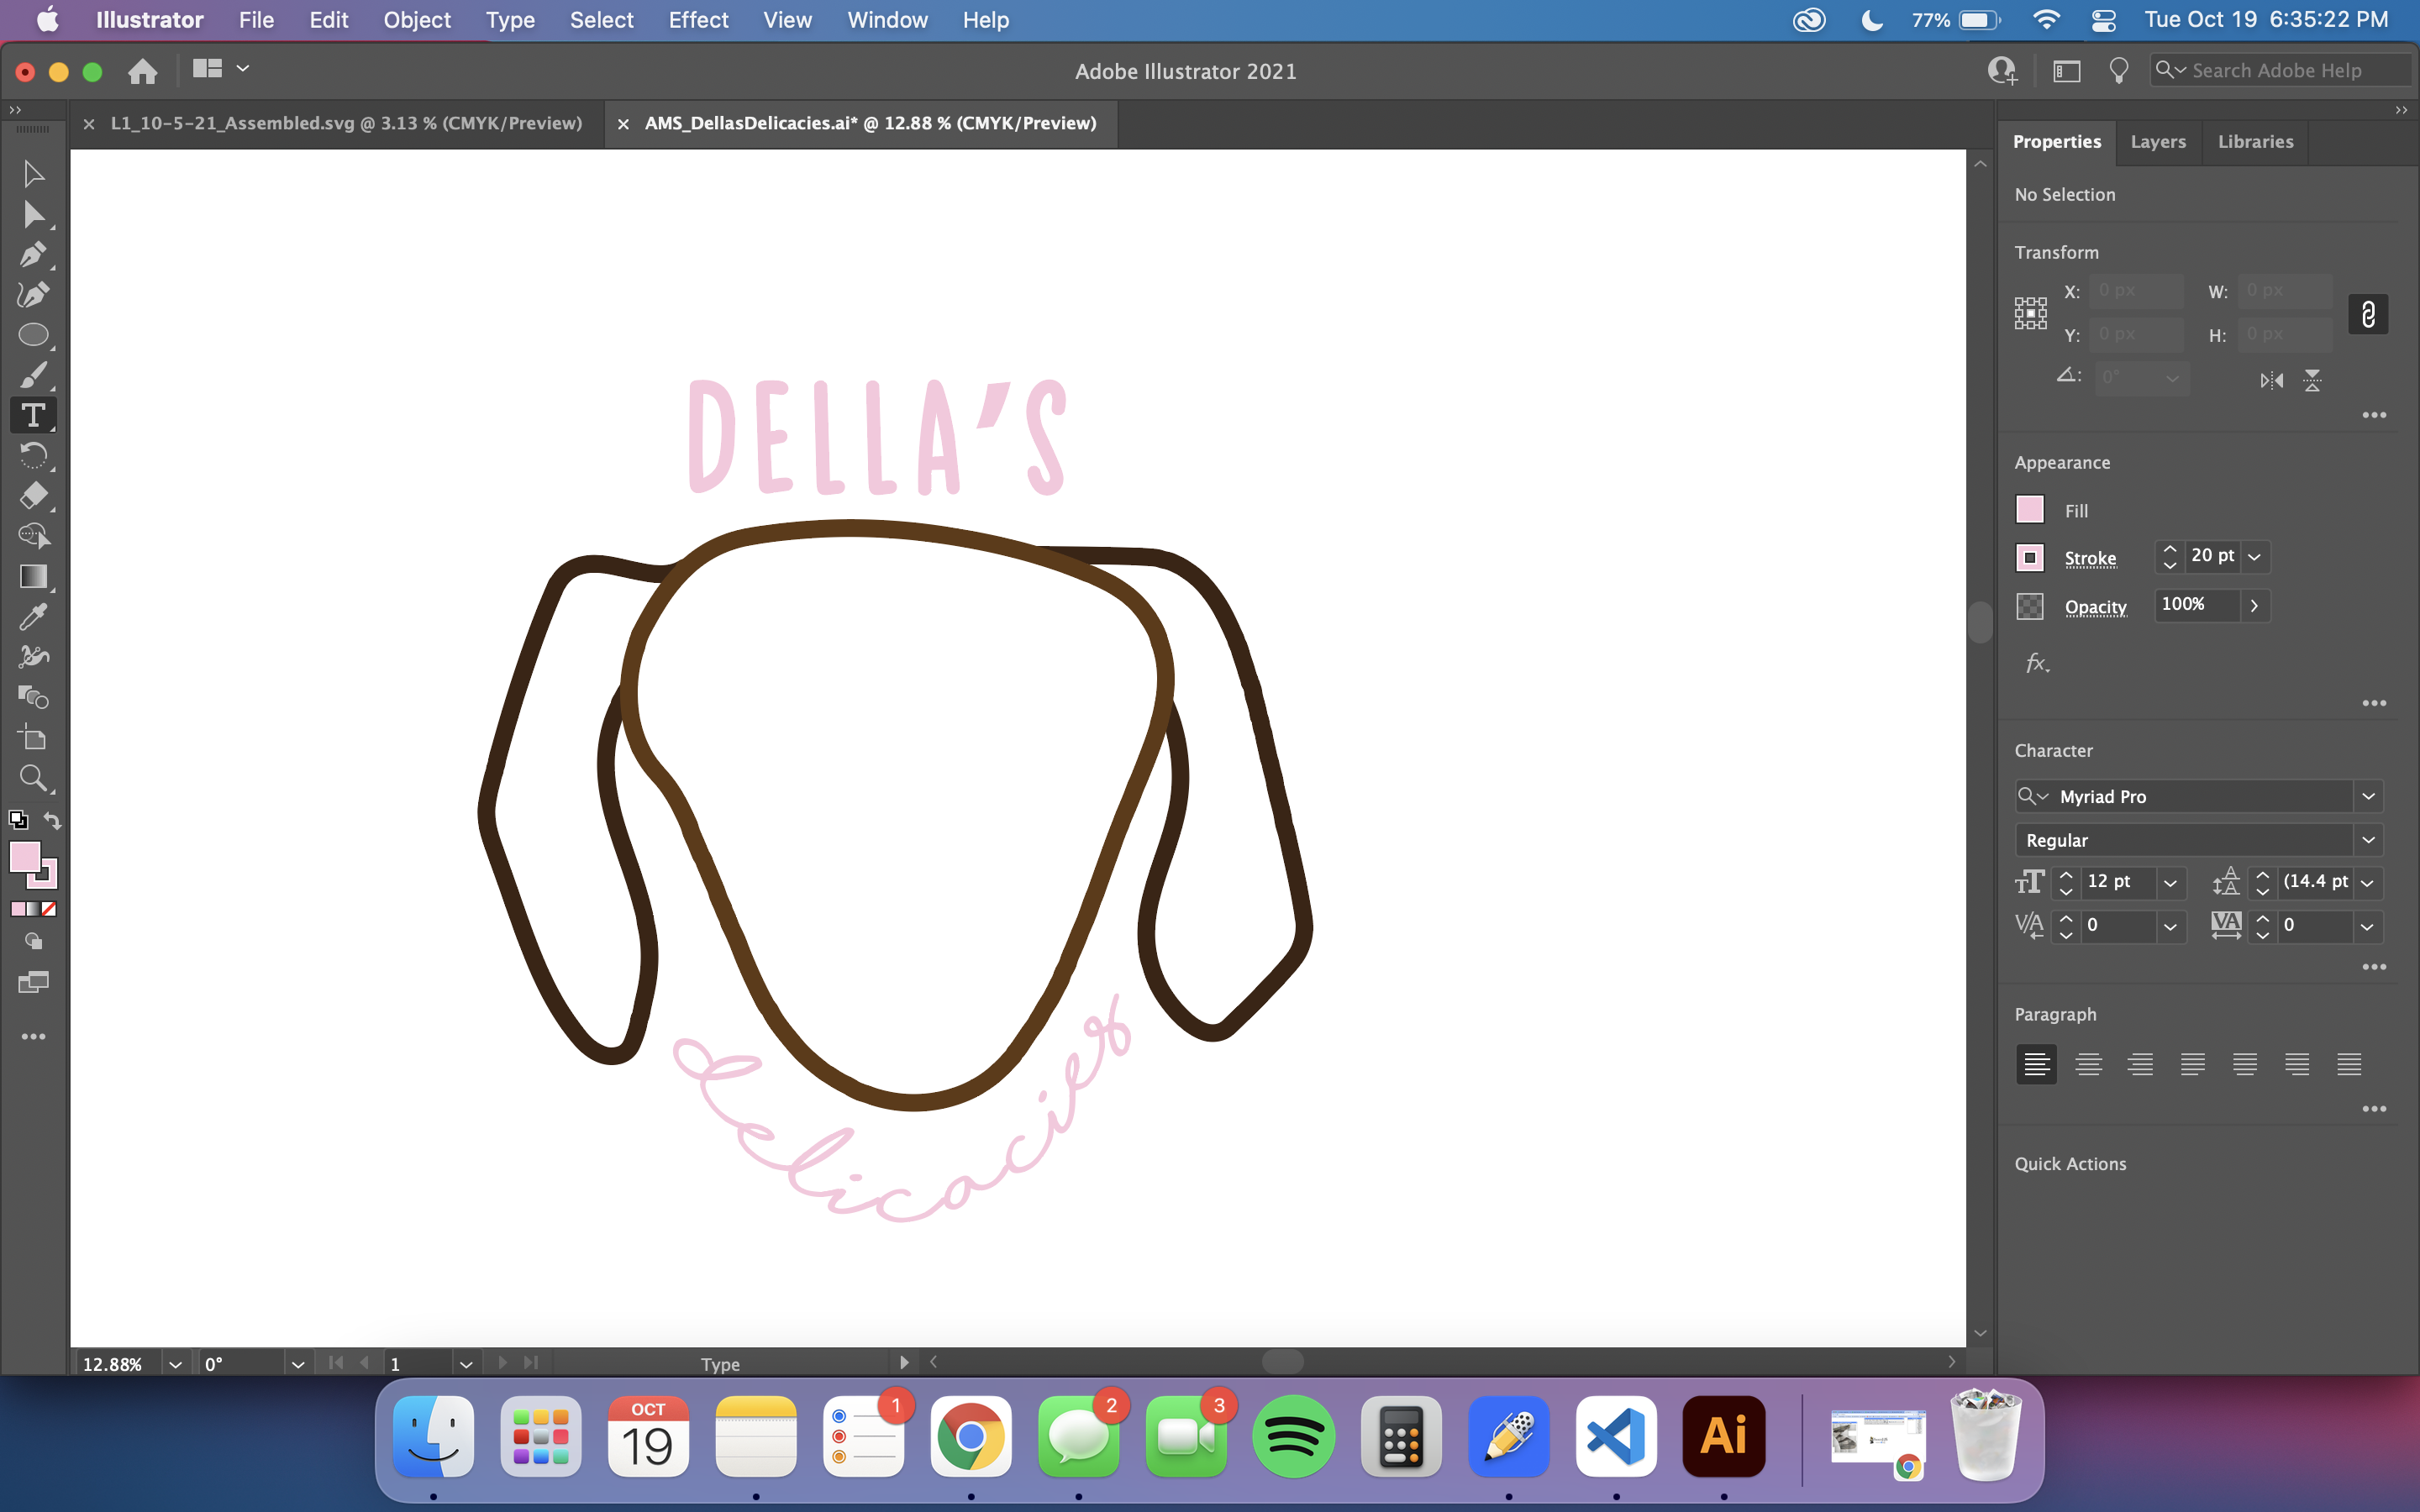 Illustrator File Edit Object Type Select Effect View Window Help 77% Tue Oct 19 6:35:22 PM
Adobe Illustrator 2021
Search Adobe Help
L1_10-5-21_Assembled.svg @ 3.13 % (CMYK/Preview)
AMS_DellasDelicacies.ai* @ 12.88 % (CMYK/Preview)
Properties Layers Libraries
No Selection
Transform
X: 0 px W: 0 px
Y: 0 px H: 0 px
0°
Appearance
Fill
Stroke 20 pt
Opacity 100%
fx.
Character
Myriad Pro
Regular
12 pt (14.4 pt
0 0
Paragraph
Quick Actions
DELLA'S
Delicacies
12.88% 0° 1 Type
OCT
19
1
2
3
Ai